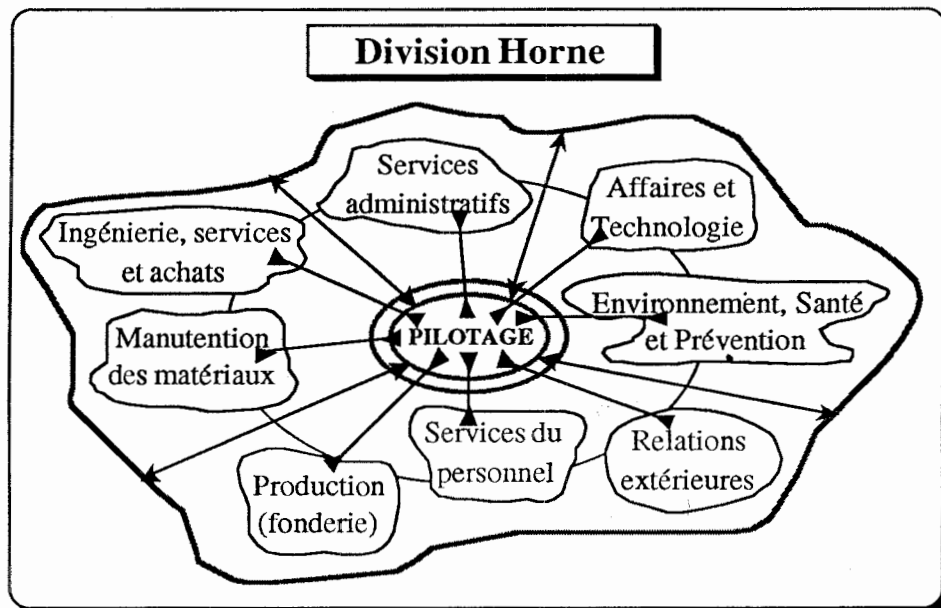 Division Horne
Services
administratifs
Affaires et
Technologie
Ingénierie, services
et achats
Environnement, Santé
et Prévention
PILOTAGE
Manutention
des matériaux
Services du
personnel
Relations
extérieures
Production
(fonderie)